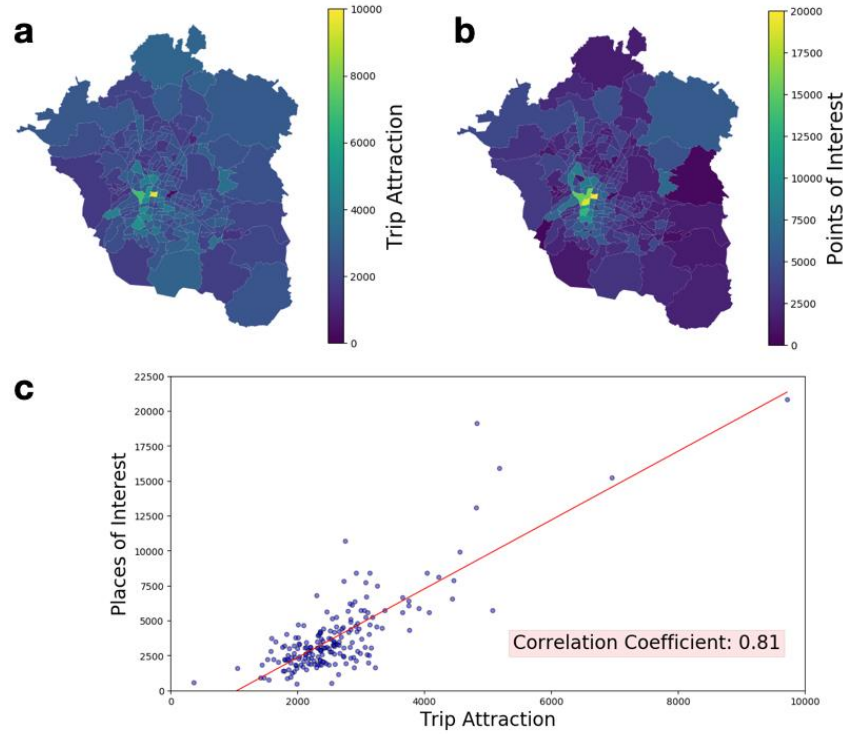 a
10000
8000
6000
4000
2000
0
Trip Attraction
b
20000
17500
15000
12500
10000
7500
5000
2500
0
Points of Interest
c
22500
20000
17500
15000
12500
10000
7500
5000
2500
0
Places of Interest
Correlation Coefficient: 0.81
0 2000 4000 6000 8000 10000
Trip Attraction